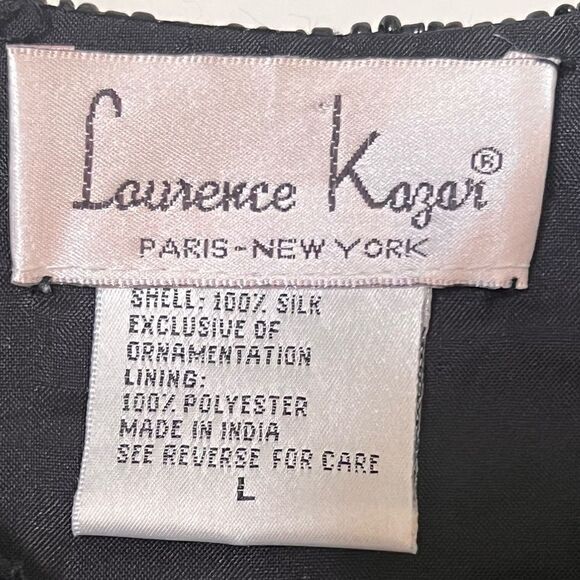 Laurence Kazar®
PARIS-NEW YORK
SHELL: 100% SILK
EXCLUSIVE OF
ORNAMENTATION
LINING:
100% POLYESTER
MADE IN INDIA
SEE REVERSE FOR CARE
L